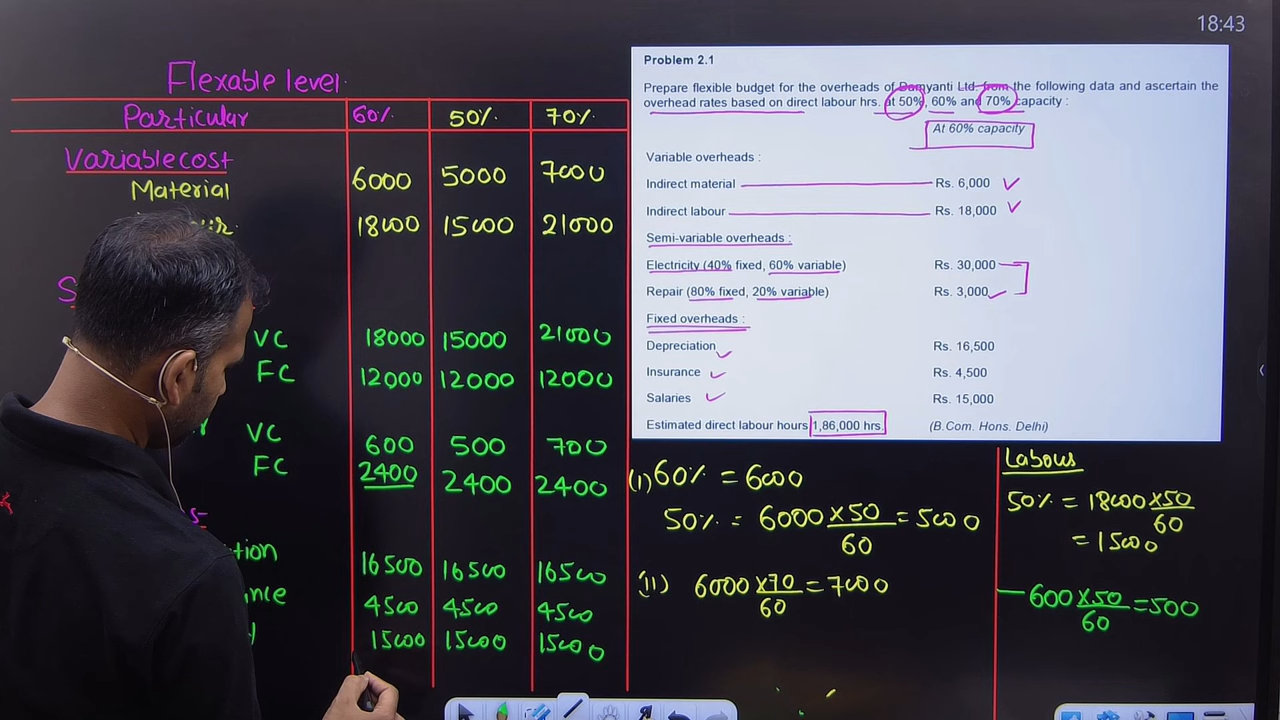 18:43
Flexable level.
Particular 60% 50% 70%
Variable cost
Material 6000 5000 7000
18000 15000 21000
S
VC 18000 15000 21000
FC 12000 12000 12000
VC 600 500 700
FC 2400 2400 2400
16500 16500 16500
4500 4500 4500
15000 15000 15000
Problem 2.1
Prepare flexible budget for the overheads of Damyanti Ltd. from the following data and ascertain the
overhead rates based on direct labour hrs. at 50%, 60% and 70% capacity :
At 60% capacity
Variable overheads :
Indirect material Rs. 6,000
Indirect labour Rs. 18,000
Semi-variable overheads :
Electricity (40% fixed, 60% variable) Rs. 30,000
Repair (80% fixed, 20% variable) Rs. 3,000
Fixed overheads :
Depreciation Rs. 16,500
Insurance Rs. 4,500
Salaries Rs. 15,000
Estimated direct labour hours 1,86,000 hrs. (B.Com. Hons. Delhi)
(I) 60% = 6000
50% = 6000 × 50 / 60 = 5000
(II) 6000 × 70 / 60 = 7000
Labour
50% = 18000 × 50 / 60
= 15000
600 × 50 / 60 = 500